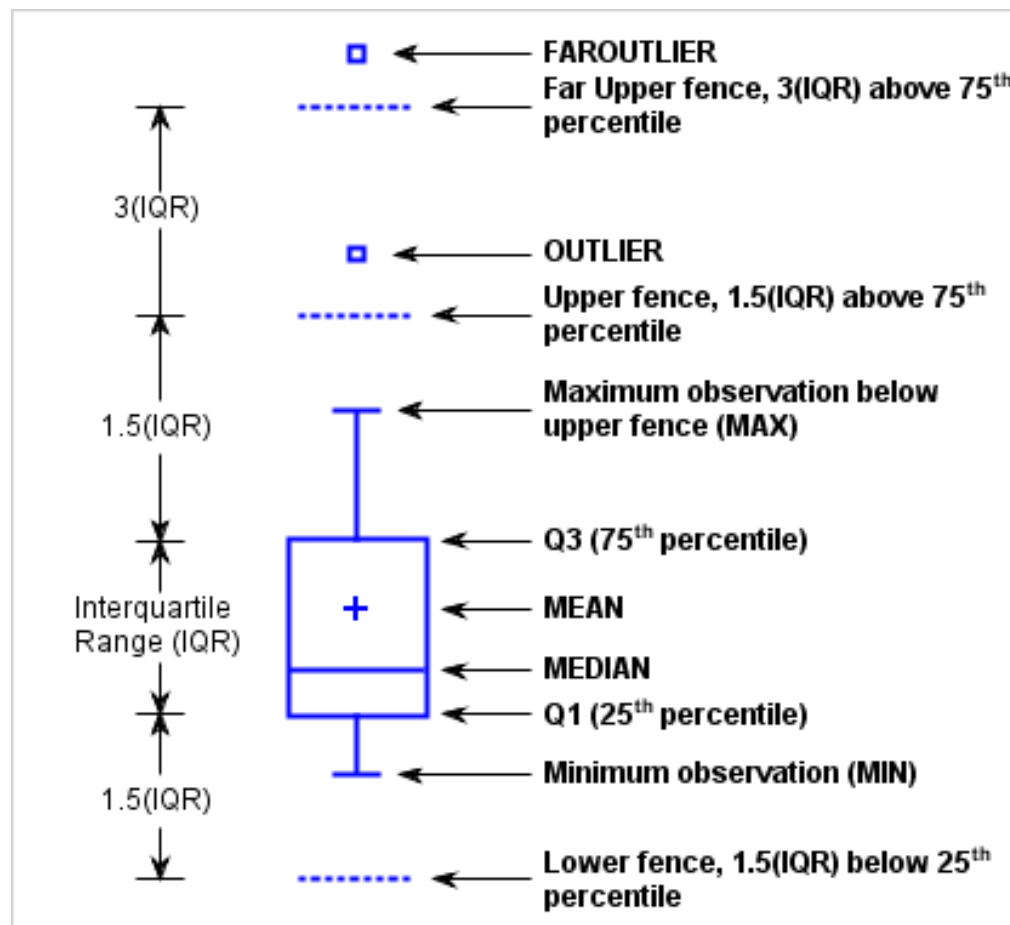 FAROUTLIER
Far Upper fence, 3(IQR) above 75th
percentile
3(IQR)
OUTLIER
Upper fence, 1.5(IQR) above 75th
percentile
Maximum observation below
upper fence (MAX)
1.5(IQR)
Q3 (75th percentile)
Interquartile
Range (IQR)
MEAN
MEDIAN
Q1 (25th percentile)
Minimum observation (MIN)
1.5(IQR)
Lower fence, 1.5(IQR) below 25th
percentile